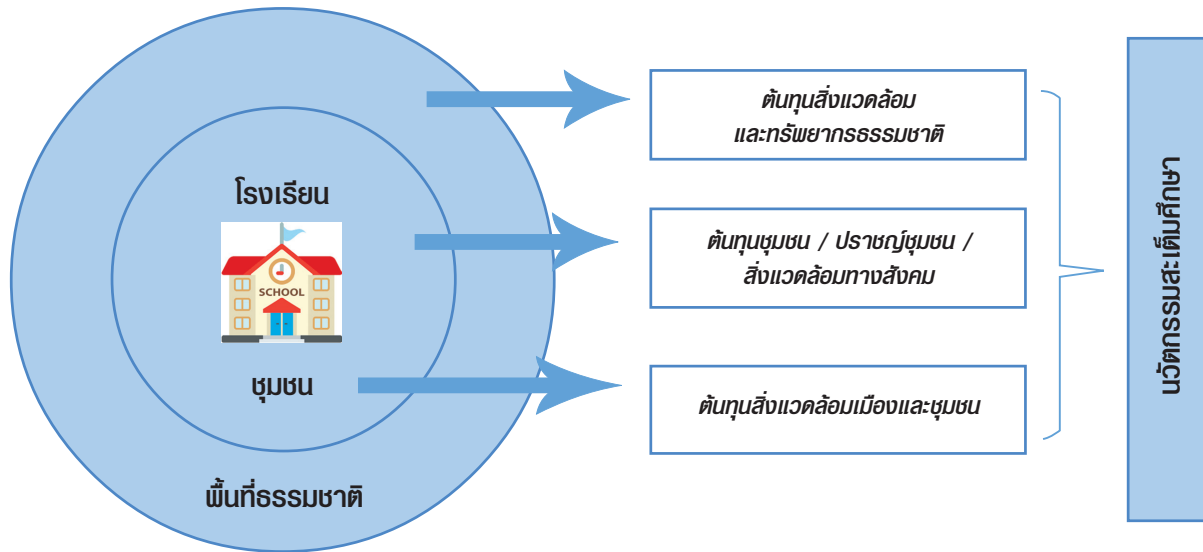 โรงเรียน
SCHOOL
ชุมชน
พื้นที่ธรรมชาติ
ต้นทุนสิ่งแวดล้อม
และทรัพยากรธรรมชาติ
ต้นทุนชุมชน / ปราชญ์ชุมชน /
สิ่งแวดล้อมทางสังคม
ต้นทุนสิ่งแวดล้อมเมืองและชุมชน
นวัตกรรมสะเต็มศึกษา